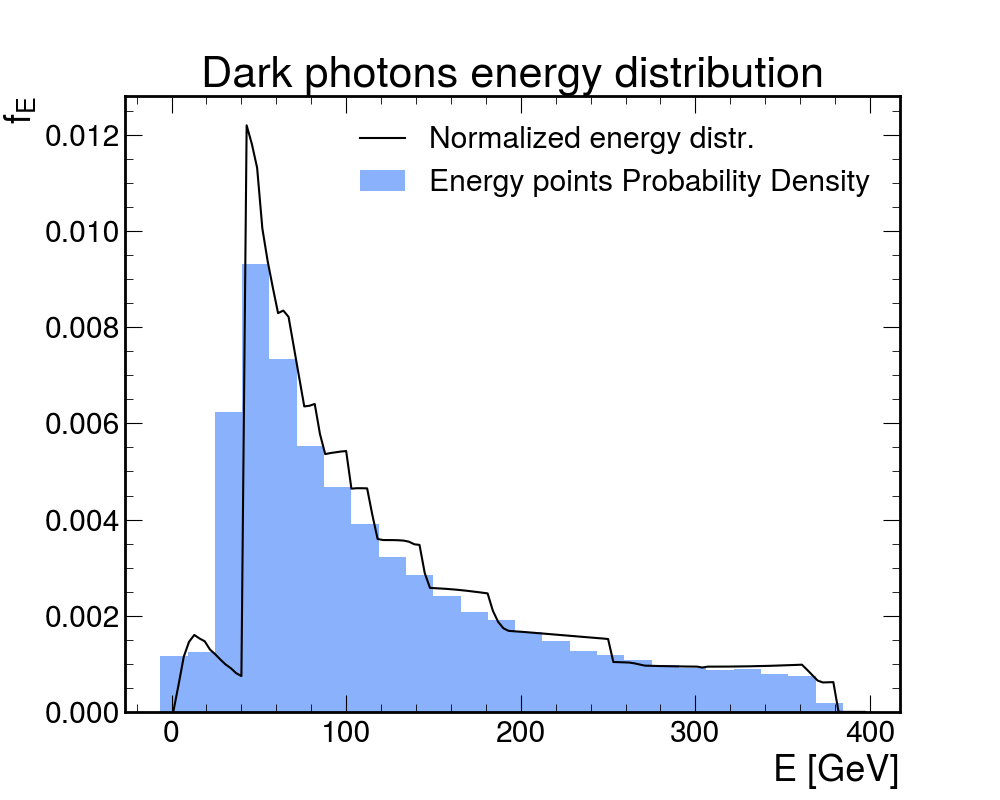 Dark photons energy distribution
f_E
Normalized energy distr.
Energy points Probability Density
0.012
0.010
0.008
0.006
0.004
0.002
0.000
0 100 200 300 400
E [GeV]